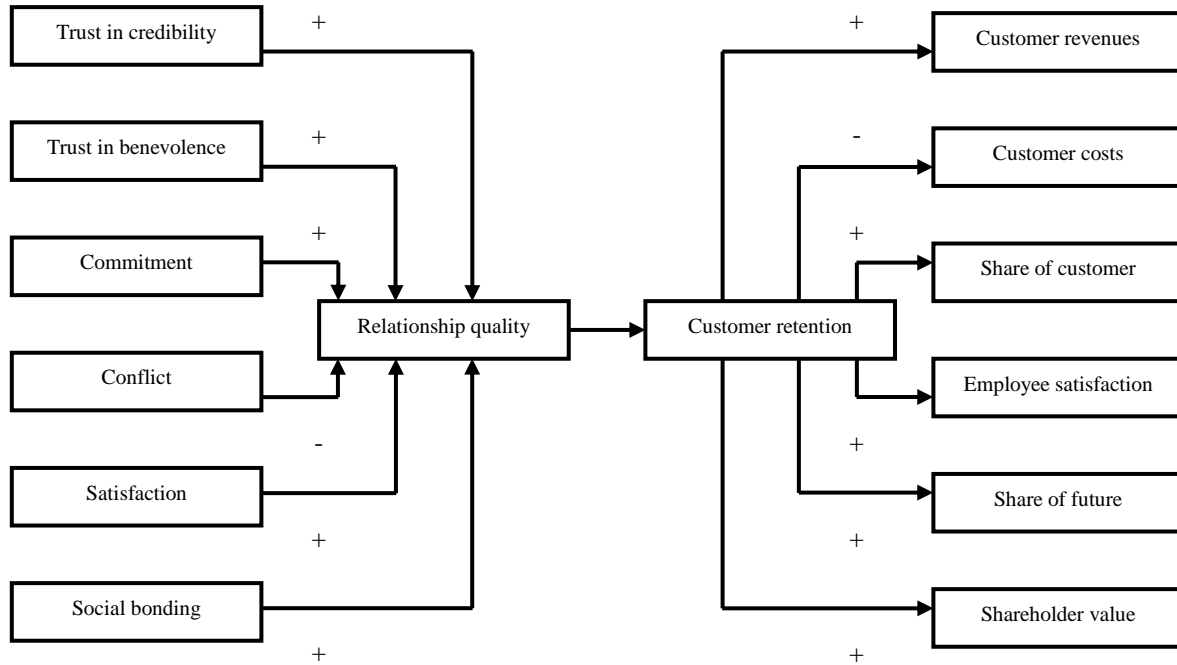 +
+
Trust in credibility
Customer revenues
+
-
Trust in benevolence
Customer costs
+
+
Commitment
Share of customer
Relationship quality
Customer retention
Conflict
Employee satisfaction
-
+
Satisfaction
Share of future
+
+
Social bonding
Shareholder value
+
+